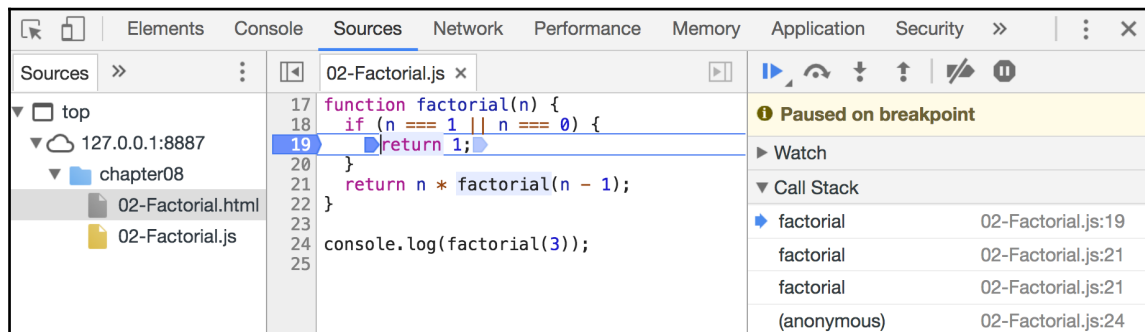 Elements Console Sources Network Performance Memory Application Security »
Sources »
top
127.0.0.1:8887
chapter08
02-Factorial.html
02-Factorial.js
02-Factorial.js ×
17 function factorial(n) {
18 if (n === 1 || n === 0) {
19 return 1;
20 }
21 return n * factorial(n - 1);
22 }
23
24 console.log(factorial(3));
25
Paused on breakpoint
Watch
Call Stack
factorial 02-Factorial.js:19
factorial 02-Factorial.js:21
factorial 02-Factorial.js:21
(anonymous) 02-Factorial.js:24